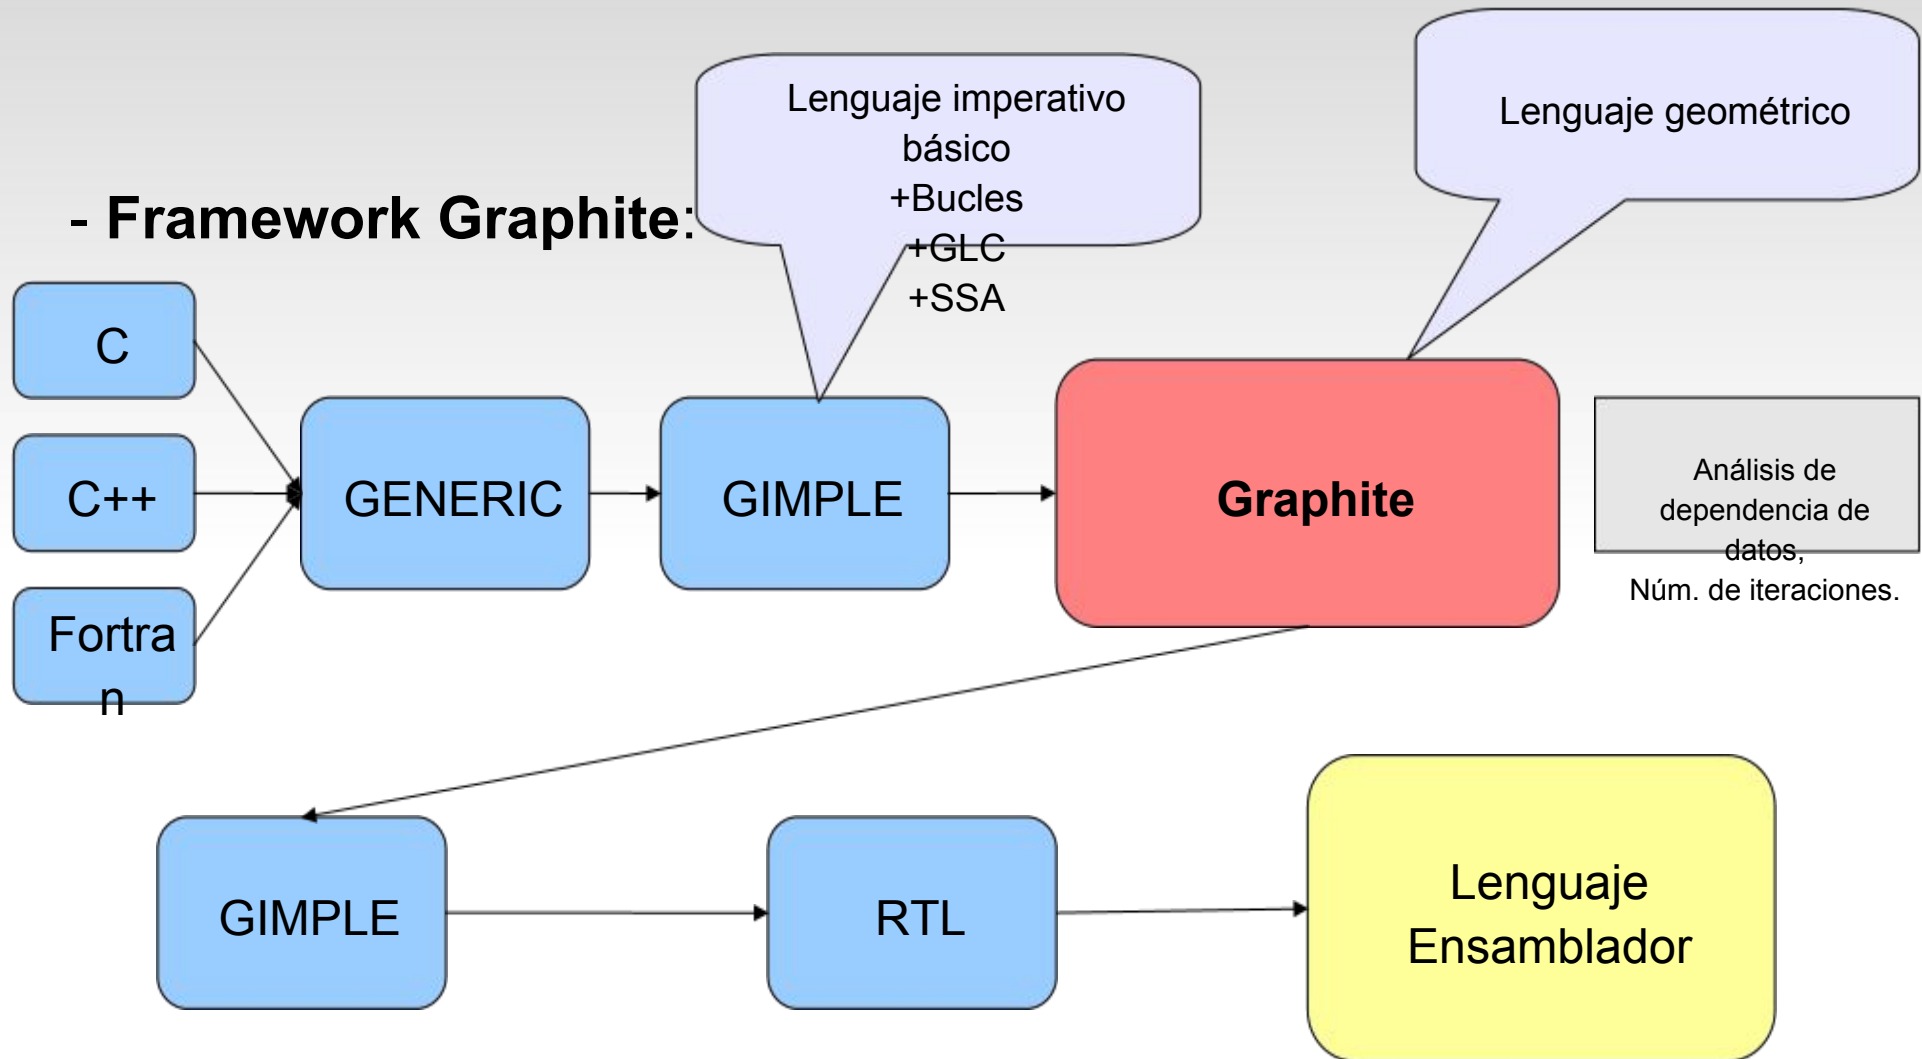 Lenguaje imperativo
básico
+Bucles
+GLC
+SSA
Lenguaje geométrico
- Framework Graphite:
C
C++
Fortra
n
GENERIC
GIMPLE
Graphite
Análisis de
dependencia de
datos,
Núm. de iteraciones.
GIMPLE
RTL
Lenguaje
Ensamblador